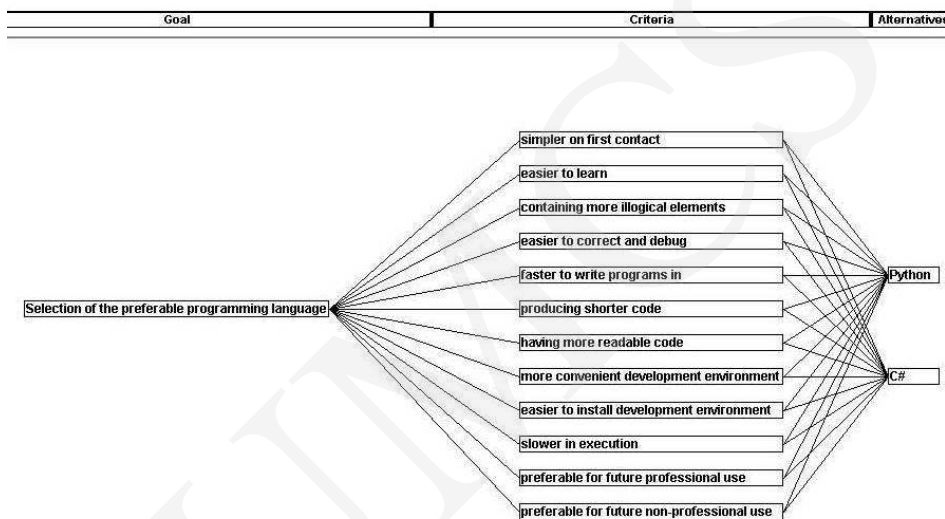 Goal Criteria Alternatives
simpler on first contact
easier to learn
containing more illogical elements
easier to correct and debug
faster to write programs in
Python
Selection of the preferable programming language
producing shorter code
having more readable code
more convenient development environment
C#
easier to install development environment
slower in execution
preferable for future professional use
preferable for future non-professional use
UMCS